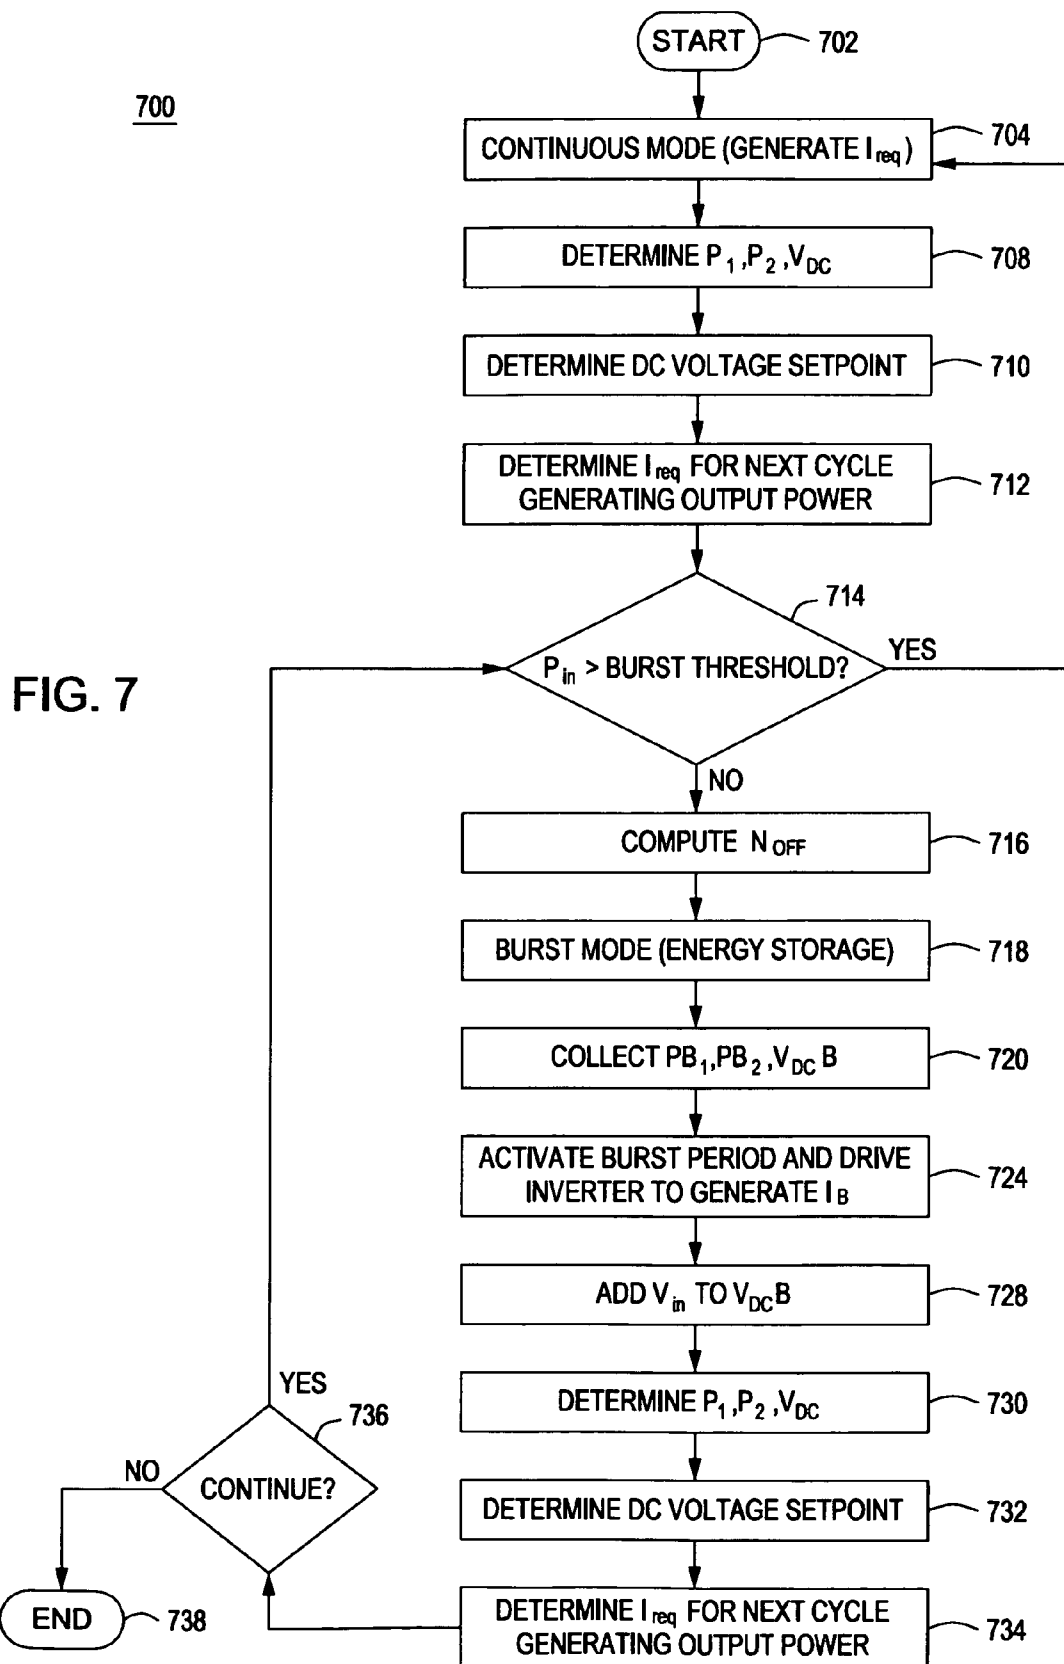 START
702
700
CONTINUOUS MODE (GENERATE Ireq)
704
DETERMINE P1,P2,VDC
708
DETERMINE DC VOLTAGE SETPOINT
710
DETERMINE Ireq FOR NEXT CYCLE
GENERATING OUTPUT POWER
712
714
Pin > BURST THRESHOLD?
YES
FIG. 7
NO
COMPUTE NOFF
716
BURST MODE (ENERGY STORAGE)
718
COLLECT PB1,PB2,VDC B
720
ACTIVATE BURST PERIOD AND DRIVE
INVERTER TO GENERATE IB
724
ADD Vin TO VDC B
728
DETERMINE P1,P2,VDC
730
YES
736
CONTINUE?
NO
DETERMINE DC VOLTAGE SETPOINT
732
DETERMINE Ireq FOR NEXT CYCLE
GENERATING OUTPUT POWER
734
END
738